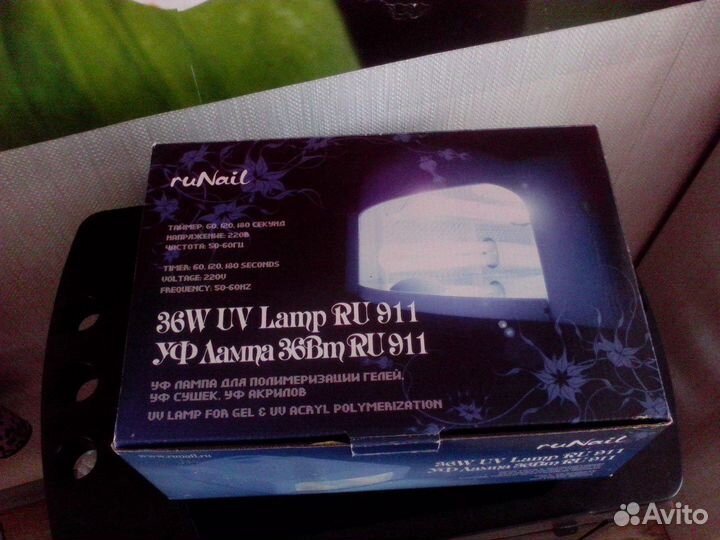 ruNail
ТАЙМЕР: 60, 120, 180 СЕКУНД
НАПРЯЖЕНИЕ: 220В
ЧАСТОТА: 50-60ГЦ
TIMER: 60, 120, 180 SECONDS
VOLTAGE: 220V
FREQUENCY: 50-60HZ
36W UV Lamp RU 911
УФ Лампа 36Вт RU 911
УФ ЛАМПА ДЛЯ ПОЛИМЕРИЗАЦИИ ГЕЛЕЙ,
УФ СУШЕК, УФ АКРИЛОВ
UV LAMP FOR GEL & UV ACRYL POLYMERIZATION
ruNail
www.runail.ru
36W UV Lamp RU 911
УФ Лампа 36Вт RU 911
Avito